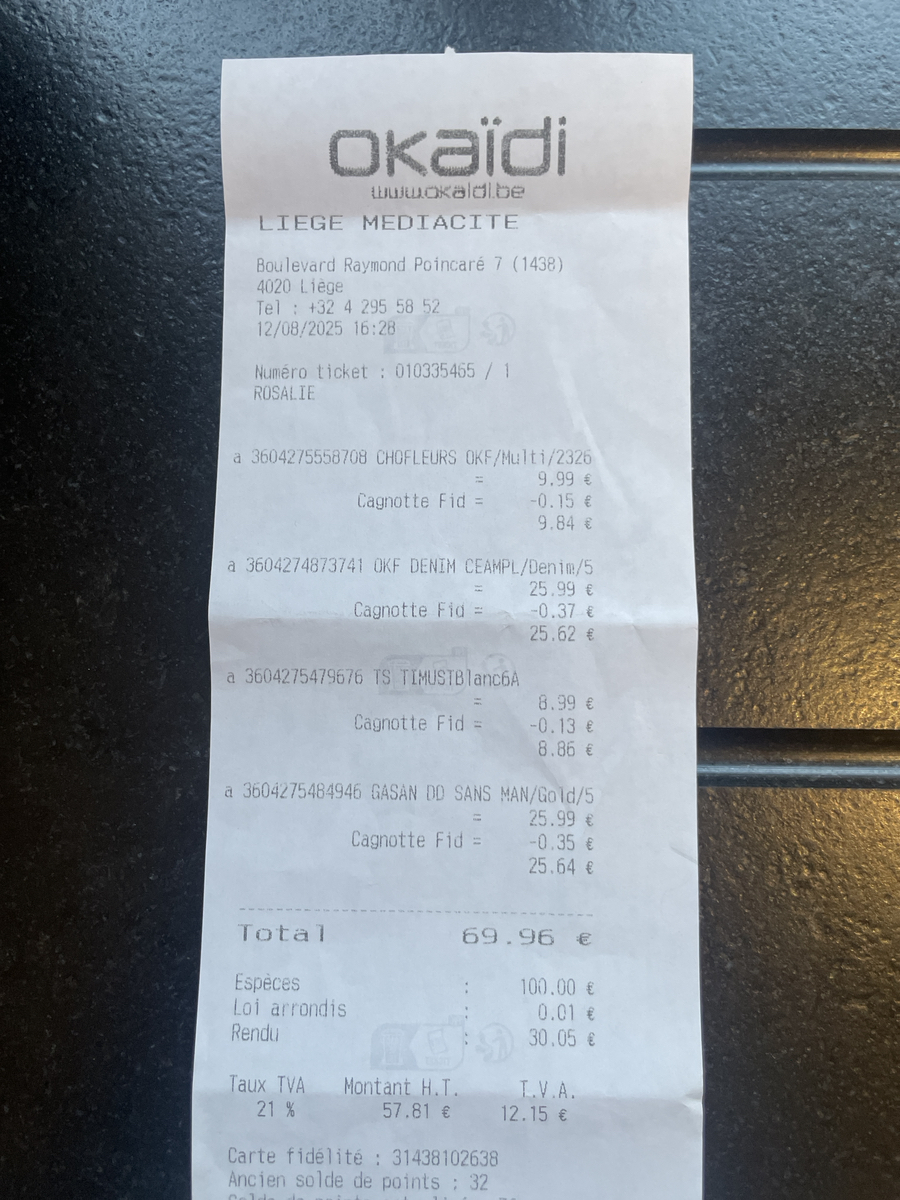 okaïdi
www.okaidi.be
LIEGE MEDIACITE
Boulevard Raymond Poincaré 7 (1438)
4020 Liège
Tel : +32 4 295 58 52
12/08/2025 16:28
Numéro ticket : 010335465 / 1
ROSALIE
a 3604275558708 CHOFLEURS OKF/Multi/2326
= 9.99 €
Cagnotte Fid = -0.15 €
9.84 €
a 3604274873741 OKF DENIM CEAMPL/Denim/5
= 25.99 €
Cagnotte Fid = -0.37 €
25.62 €
a 3604275479676 TS TIMUSTBlanc6A
= 8.99 €
Cagnotte Fid = -0.13 €
8.86 €
a 3604275484946 GASAN DD SANS MAN/Gold/5
= 25.99 €
Cagnotte Fid = -0.35 €
25.64 €
Total 69.96 €
Espèces : 100.00 €
Loi arrondis : 0.01 €
Rendu : 30.05 €
Taux TVA Montant H.T. T.V.A.
21 % 57.81 € 12.15 €
Carte fidélité : 31438102638
Ancien solde de points : 32